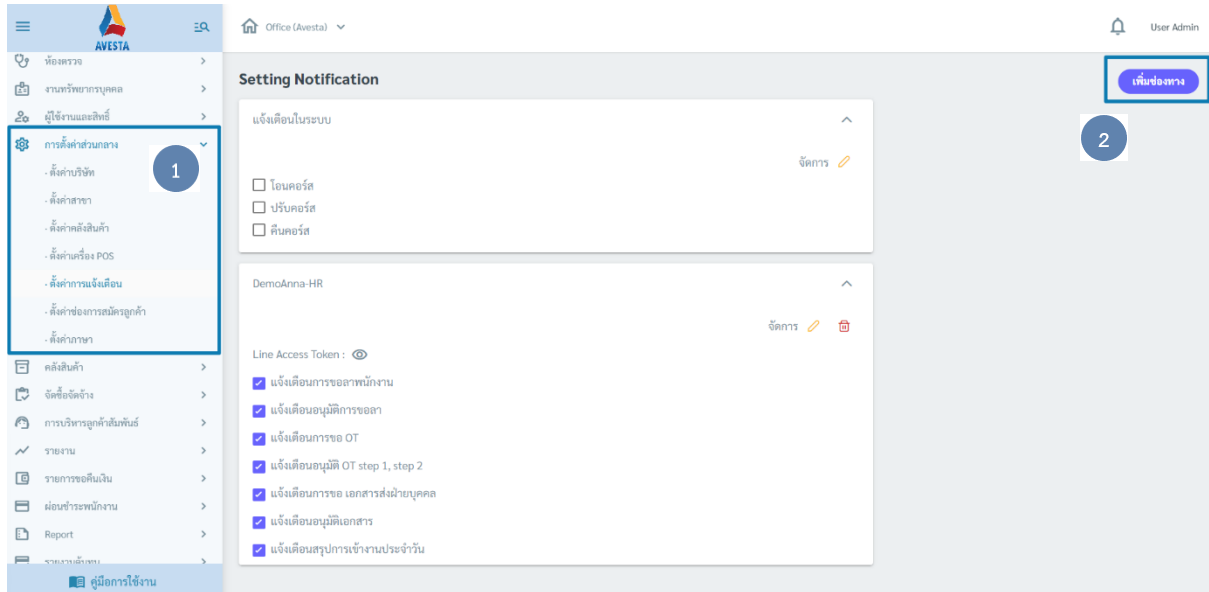 AVESTA
Office (Avesta)
User Admin
ห้องตรวจ
งานทรัพยากรบุคคล
ผู้ใช้งานและสิทธิ์
การตั้งค่าส่วนกลาง
1
- ตั้งค่าบริษัท
- ตั้งค่าสาขา
- ตั้งค่าคลังสินค้า
- ตั้งค่าเครื่อง POS
- ตั้งค่าการแจ้งเตือน
- ตั้งค่าช่องการสมัครลูกค้า
- ตั้งค่าภาษา
คลังสินค้า
จัดซื้อจัดจ้าง
การบริหารลูกค้าสัมพันธ์
รายงาน
รายการขอคืนเงิน
ผ่อนชำระพนักงาน
Report
รายงานต้นทุน
คู่มือการใช้งาน
Setting Notification
เพิ่มช่องทาง
2
แจ้งเตือนในระบบ
จัดการ
โอนคอร์ส
ปรับคอร์ส
คืนคอร์ส
DemoAnna-HR
จัดการ
Line Access Token :
แจ้งเตือนการขอลาพนักงาน
แจ้งเตือนอนุมัติการขอลา
แจ้งเตือนการขอ OT
แจ้งเตือนอนุมัติ OT step 1, step 2
แจ้งเตือนการขอ เอกสารส่งฝ่ายบุคคล
แจ้งเตือนอนุมัติเอกสาร
แจ้งเตือนสรุปการเข้างานประจำวัน